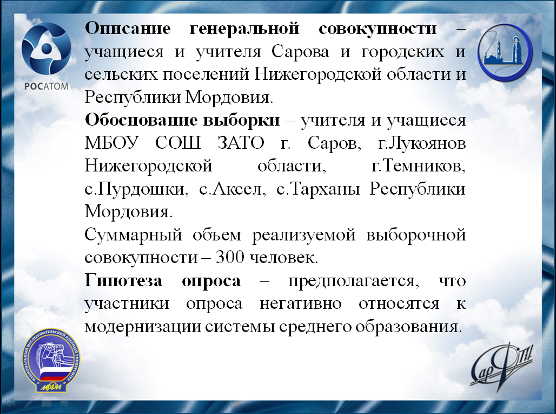 Описание генеральной совокупности –
учащиеся и учителя Сарова и городских и
сельских поселений Нижегородской области и
Республики Мордовия.
Обоснование выборки – учителя и учащиеся
МБОУ СОШ ЗАТО г. Саров, г.Лукоянов
Нижегородской области, г.Темников,
с.Пурдошки, с.Аксел, с.Тарханы Республики
Мордовия.
Суммарный объем реализуемой выборочной
совокупности – 300 человек.
Гипотеза опроса – предполагается, что
участники опроса негативно относятся к
модернизации системы среднего образования.
РОСАТОМ
СарФТИ